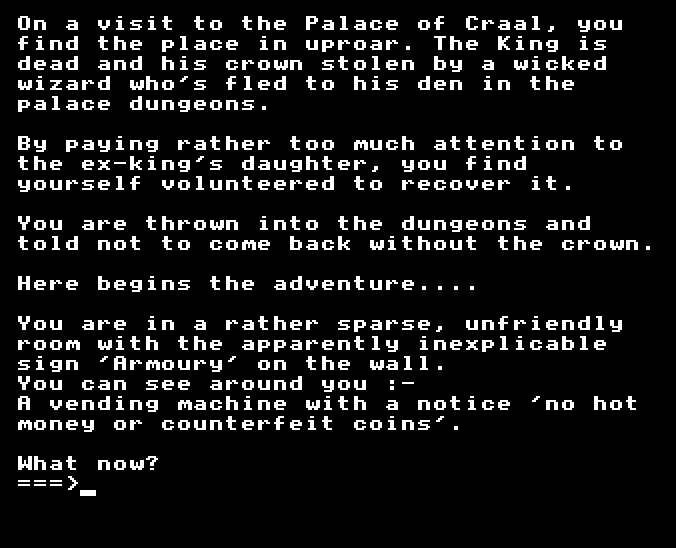 On a visit to the Palace of Craal, you
find the place in uproar. The King is
dead and his crown stolen by a wicked
wizard who's fled to his den in the
palace dungeons.

By paying rather too much attention to
the ex-king's daughter, you find
yourself volunteered to recover it.

You are thrown into the dungeons and
told not to come back without the crown.

Here begins the adventure....

You are in a rather sparse, unfriendly
room with the apparently inexplicable
sign 'Armoury' on the wall.
You can see around you :-
A vending machine with a notice 'no hot
money or counterfeit coins'.

What now?
===>_